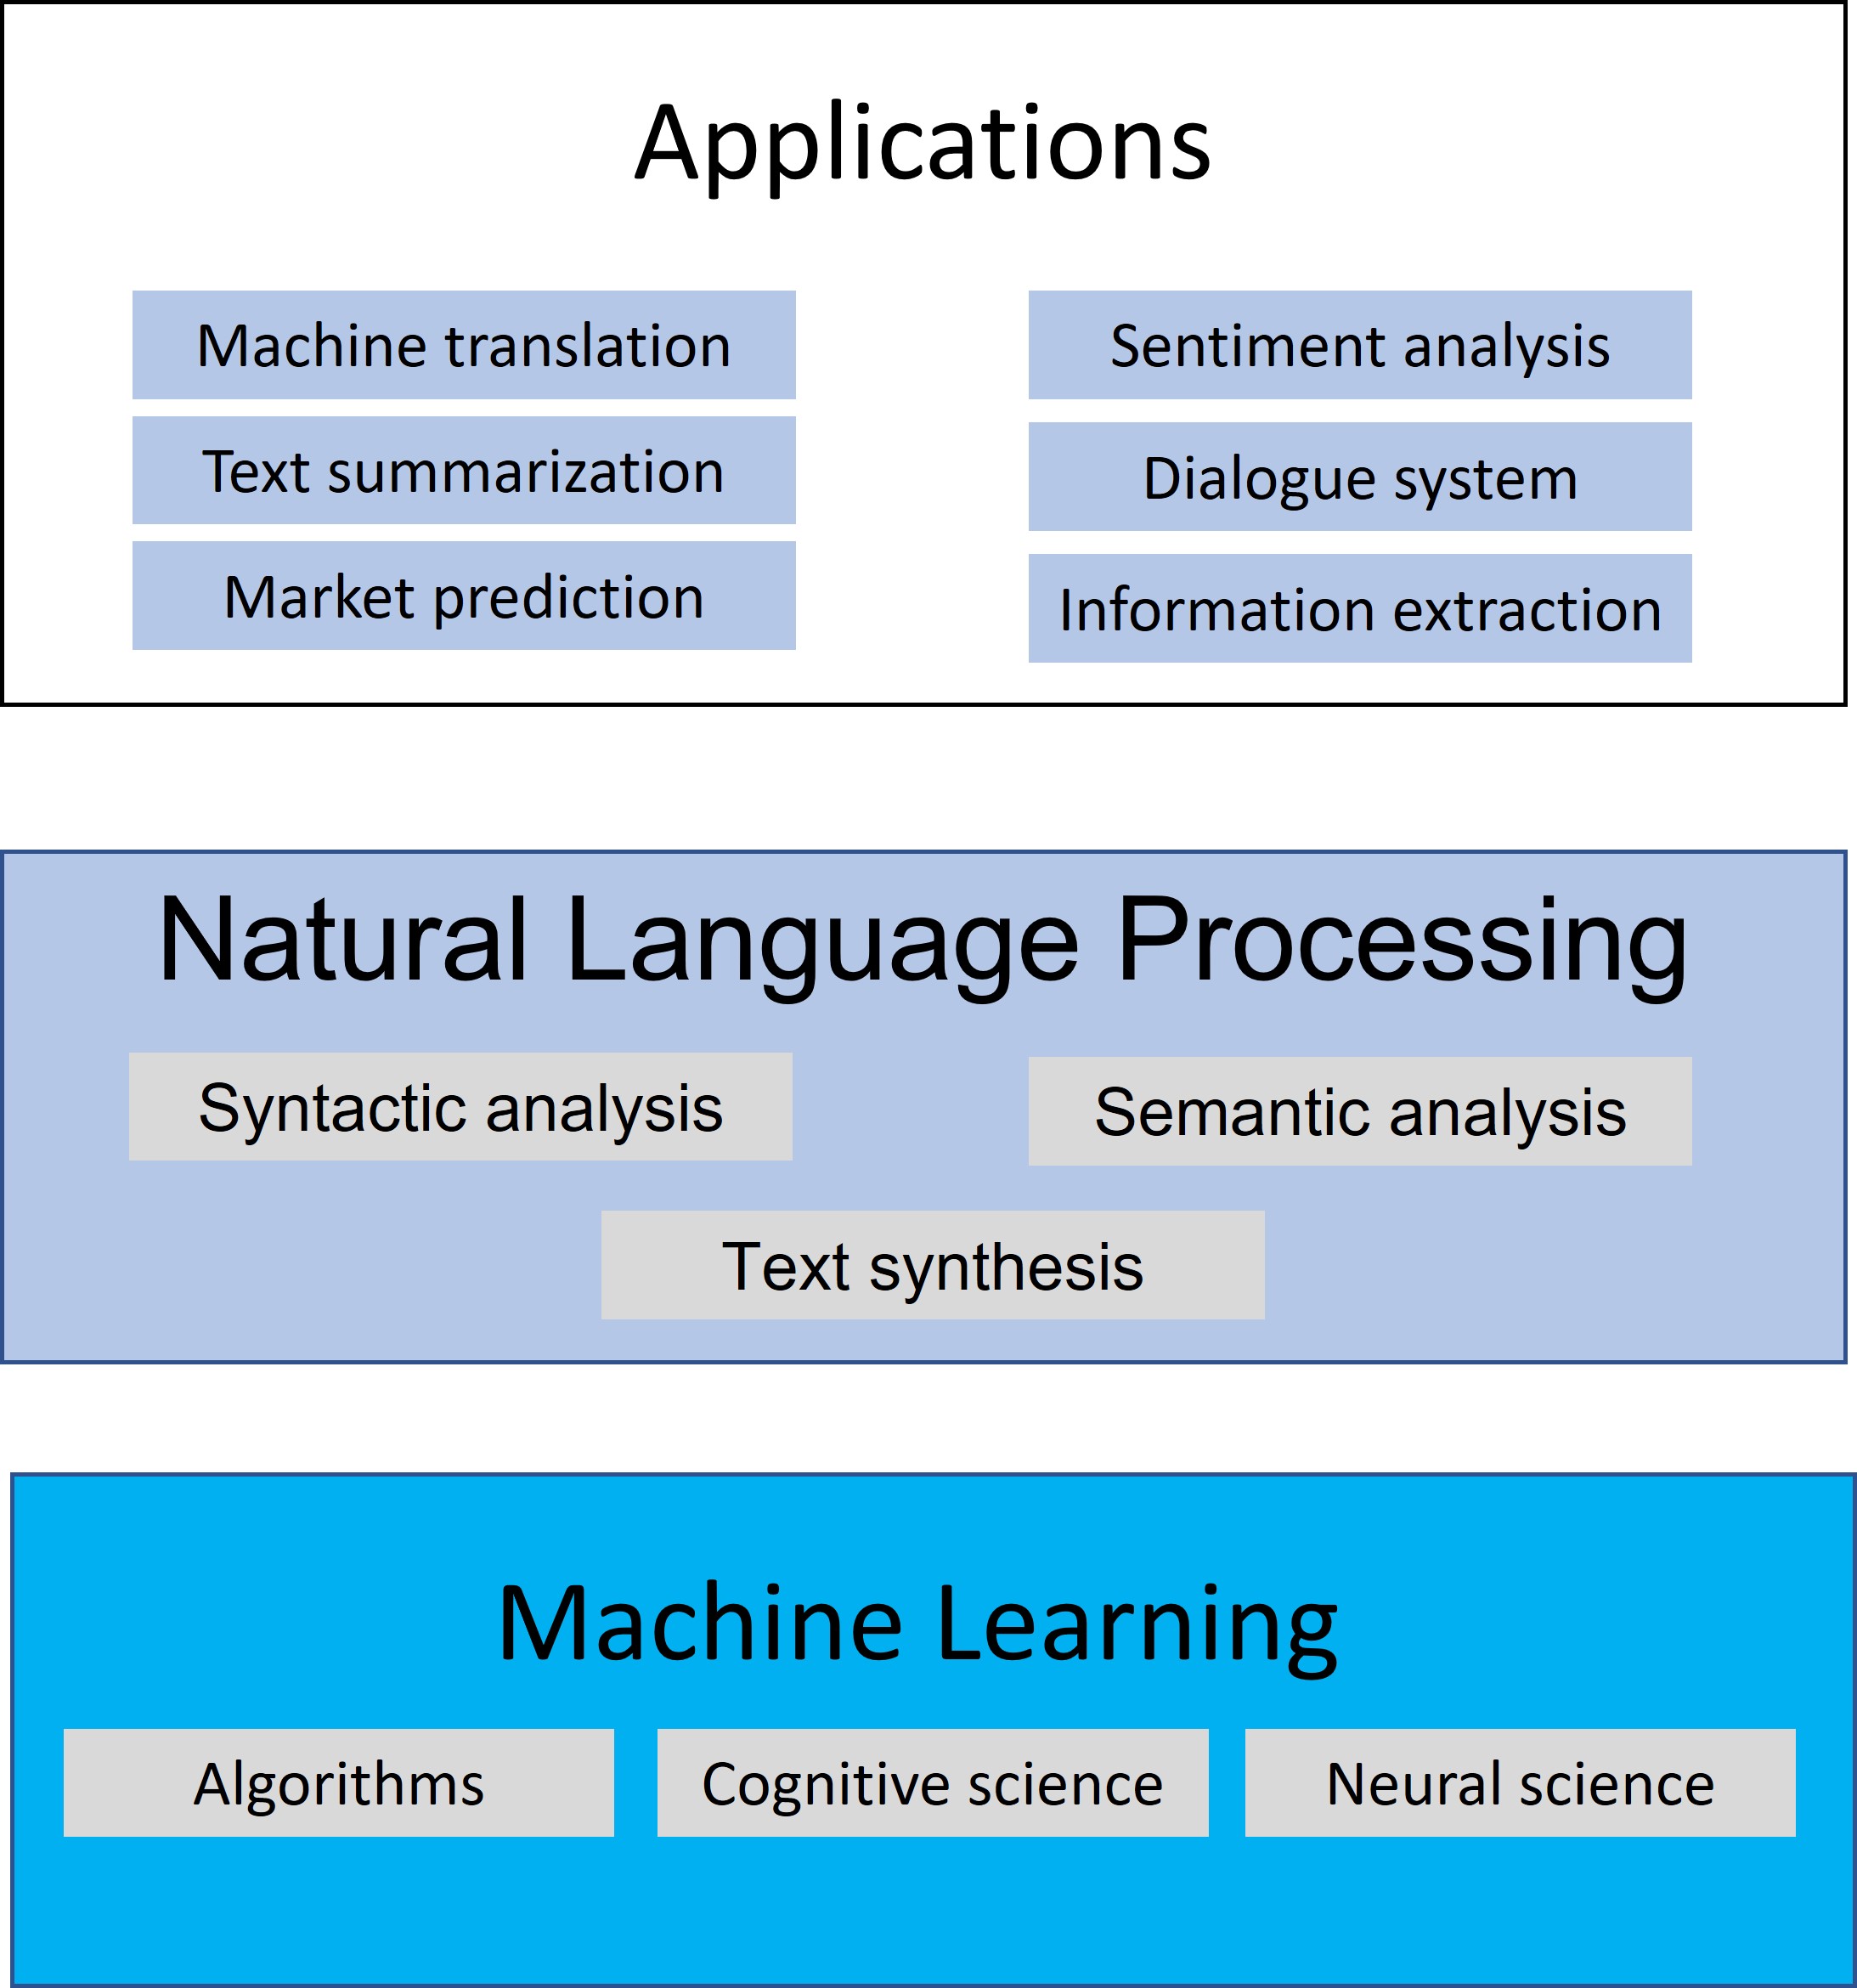 Applications
Machine translation
Sentiment analysis
Text summarization
Dialogue system
Market prediction
Information extraction
Natural Language Processing
Syntactic analysis
Semantic analysis
Text synthesis
Machine Learning
Algorithms
Cognitive science
Neural science